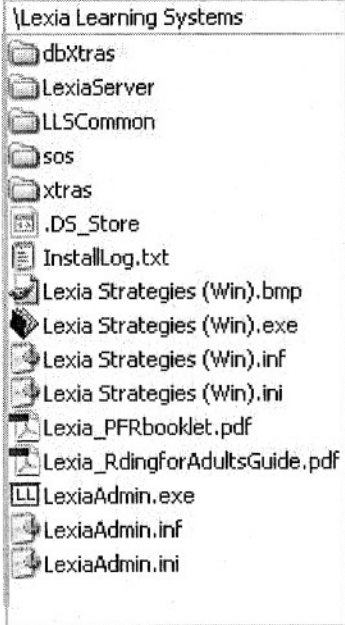 \Lexia Learning Systems
dbXtras
LexiaServer
LLSCommon
sos
xtras
.DS_Store
InstallLog.txt
Lexia Strategies (Win).bmp
Lexia Strategies (Win).exe
Lexia Strategies (Win).inf
Lexia Strategies (Win).ini
Lexia_PFRbooklet.pdf
Lexia_RdingforAdultsGuide.pdf
LL LexiaAdmin.exe
LexiaAdmin.inf
LexiaAdmin.ini